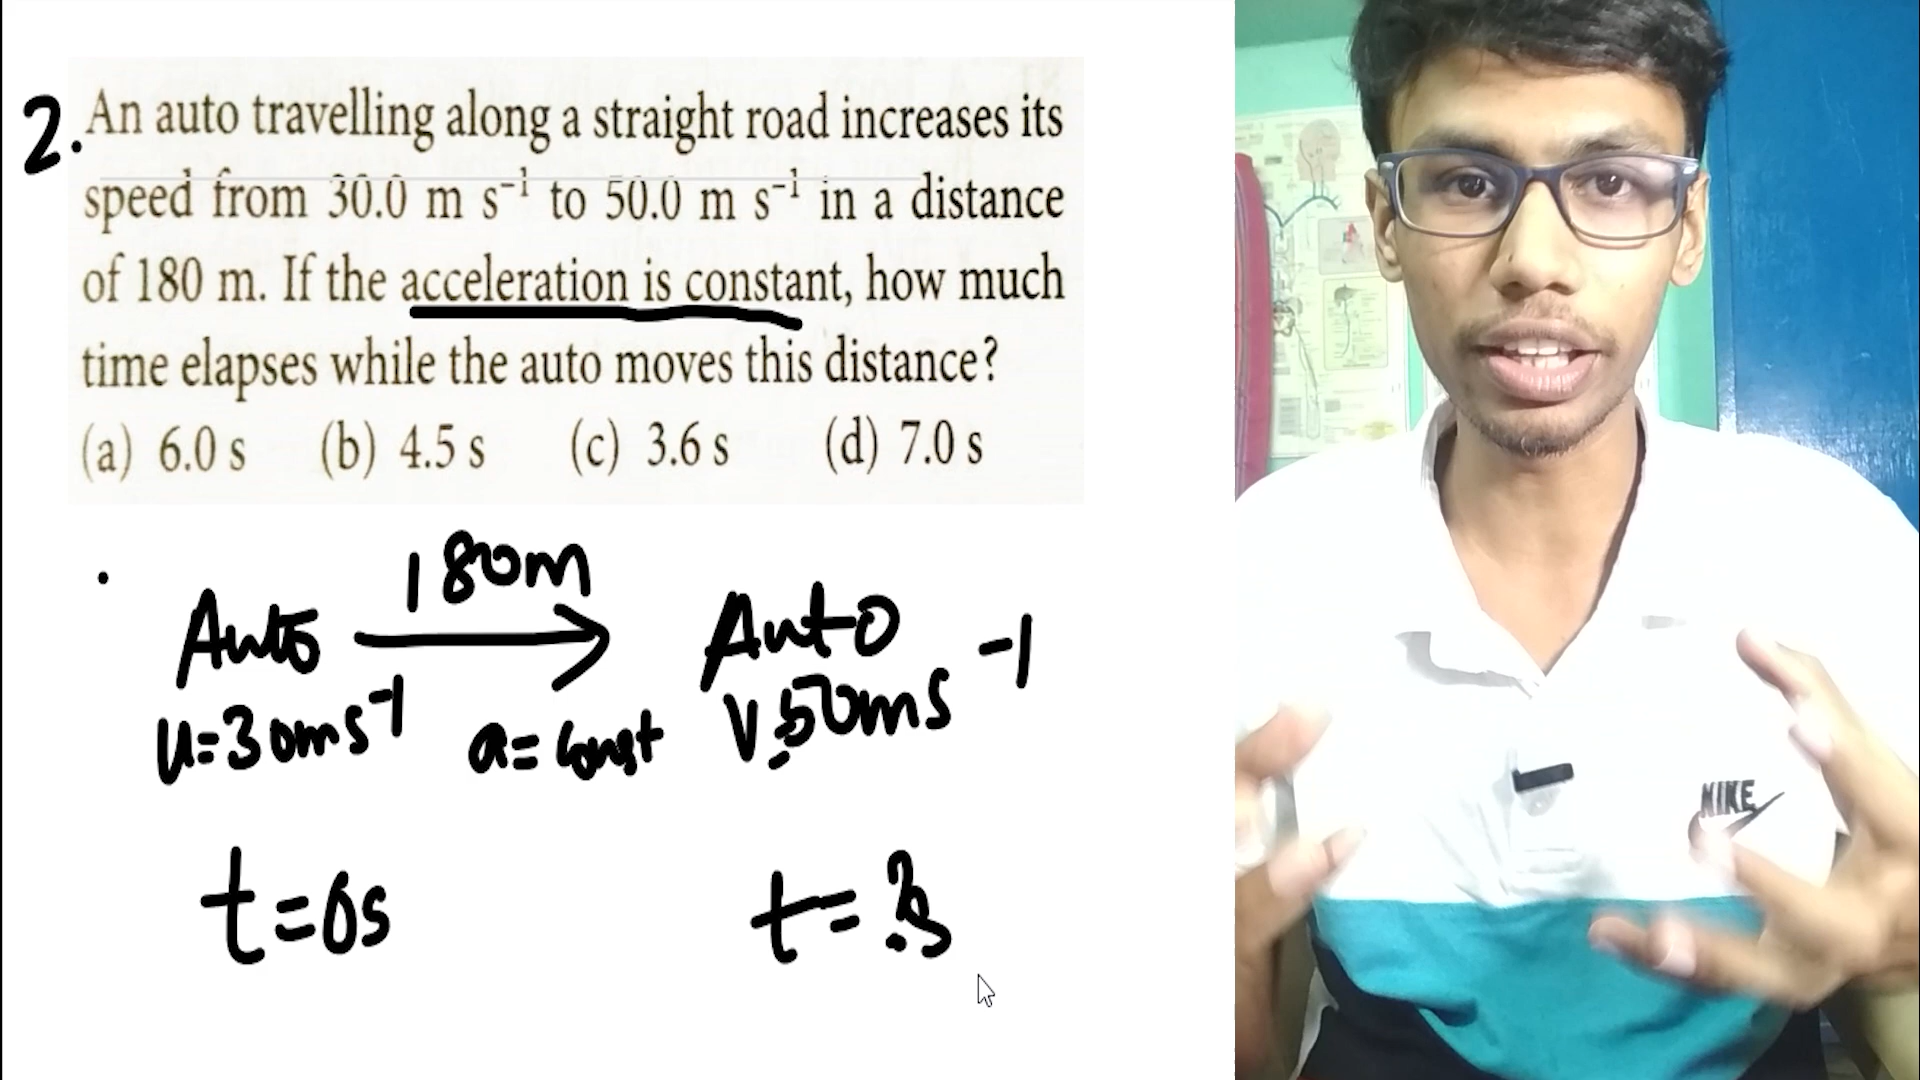 2. An auto travelling along a straight road increases its
speed from 30.0 m s⁻¹ to 50.0 m s⁻¹ in a distance
of 180 m. If the acceleration is constant, how much
time elapses while the auto moves this distance?
(a) 6.0 s (b) 4.5 s (c) 3.6 s (d) 7.0 s
180m
Auto Auto
u=30ms⁻¹ a=const v=50ms⁻¹
t=0s t=?s
NIKE